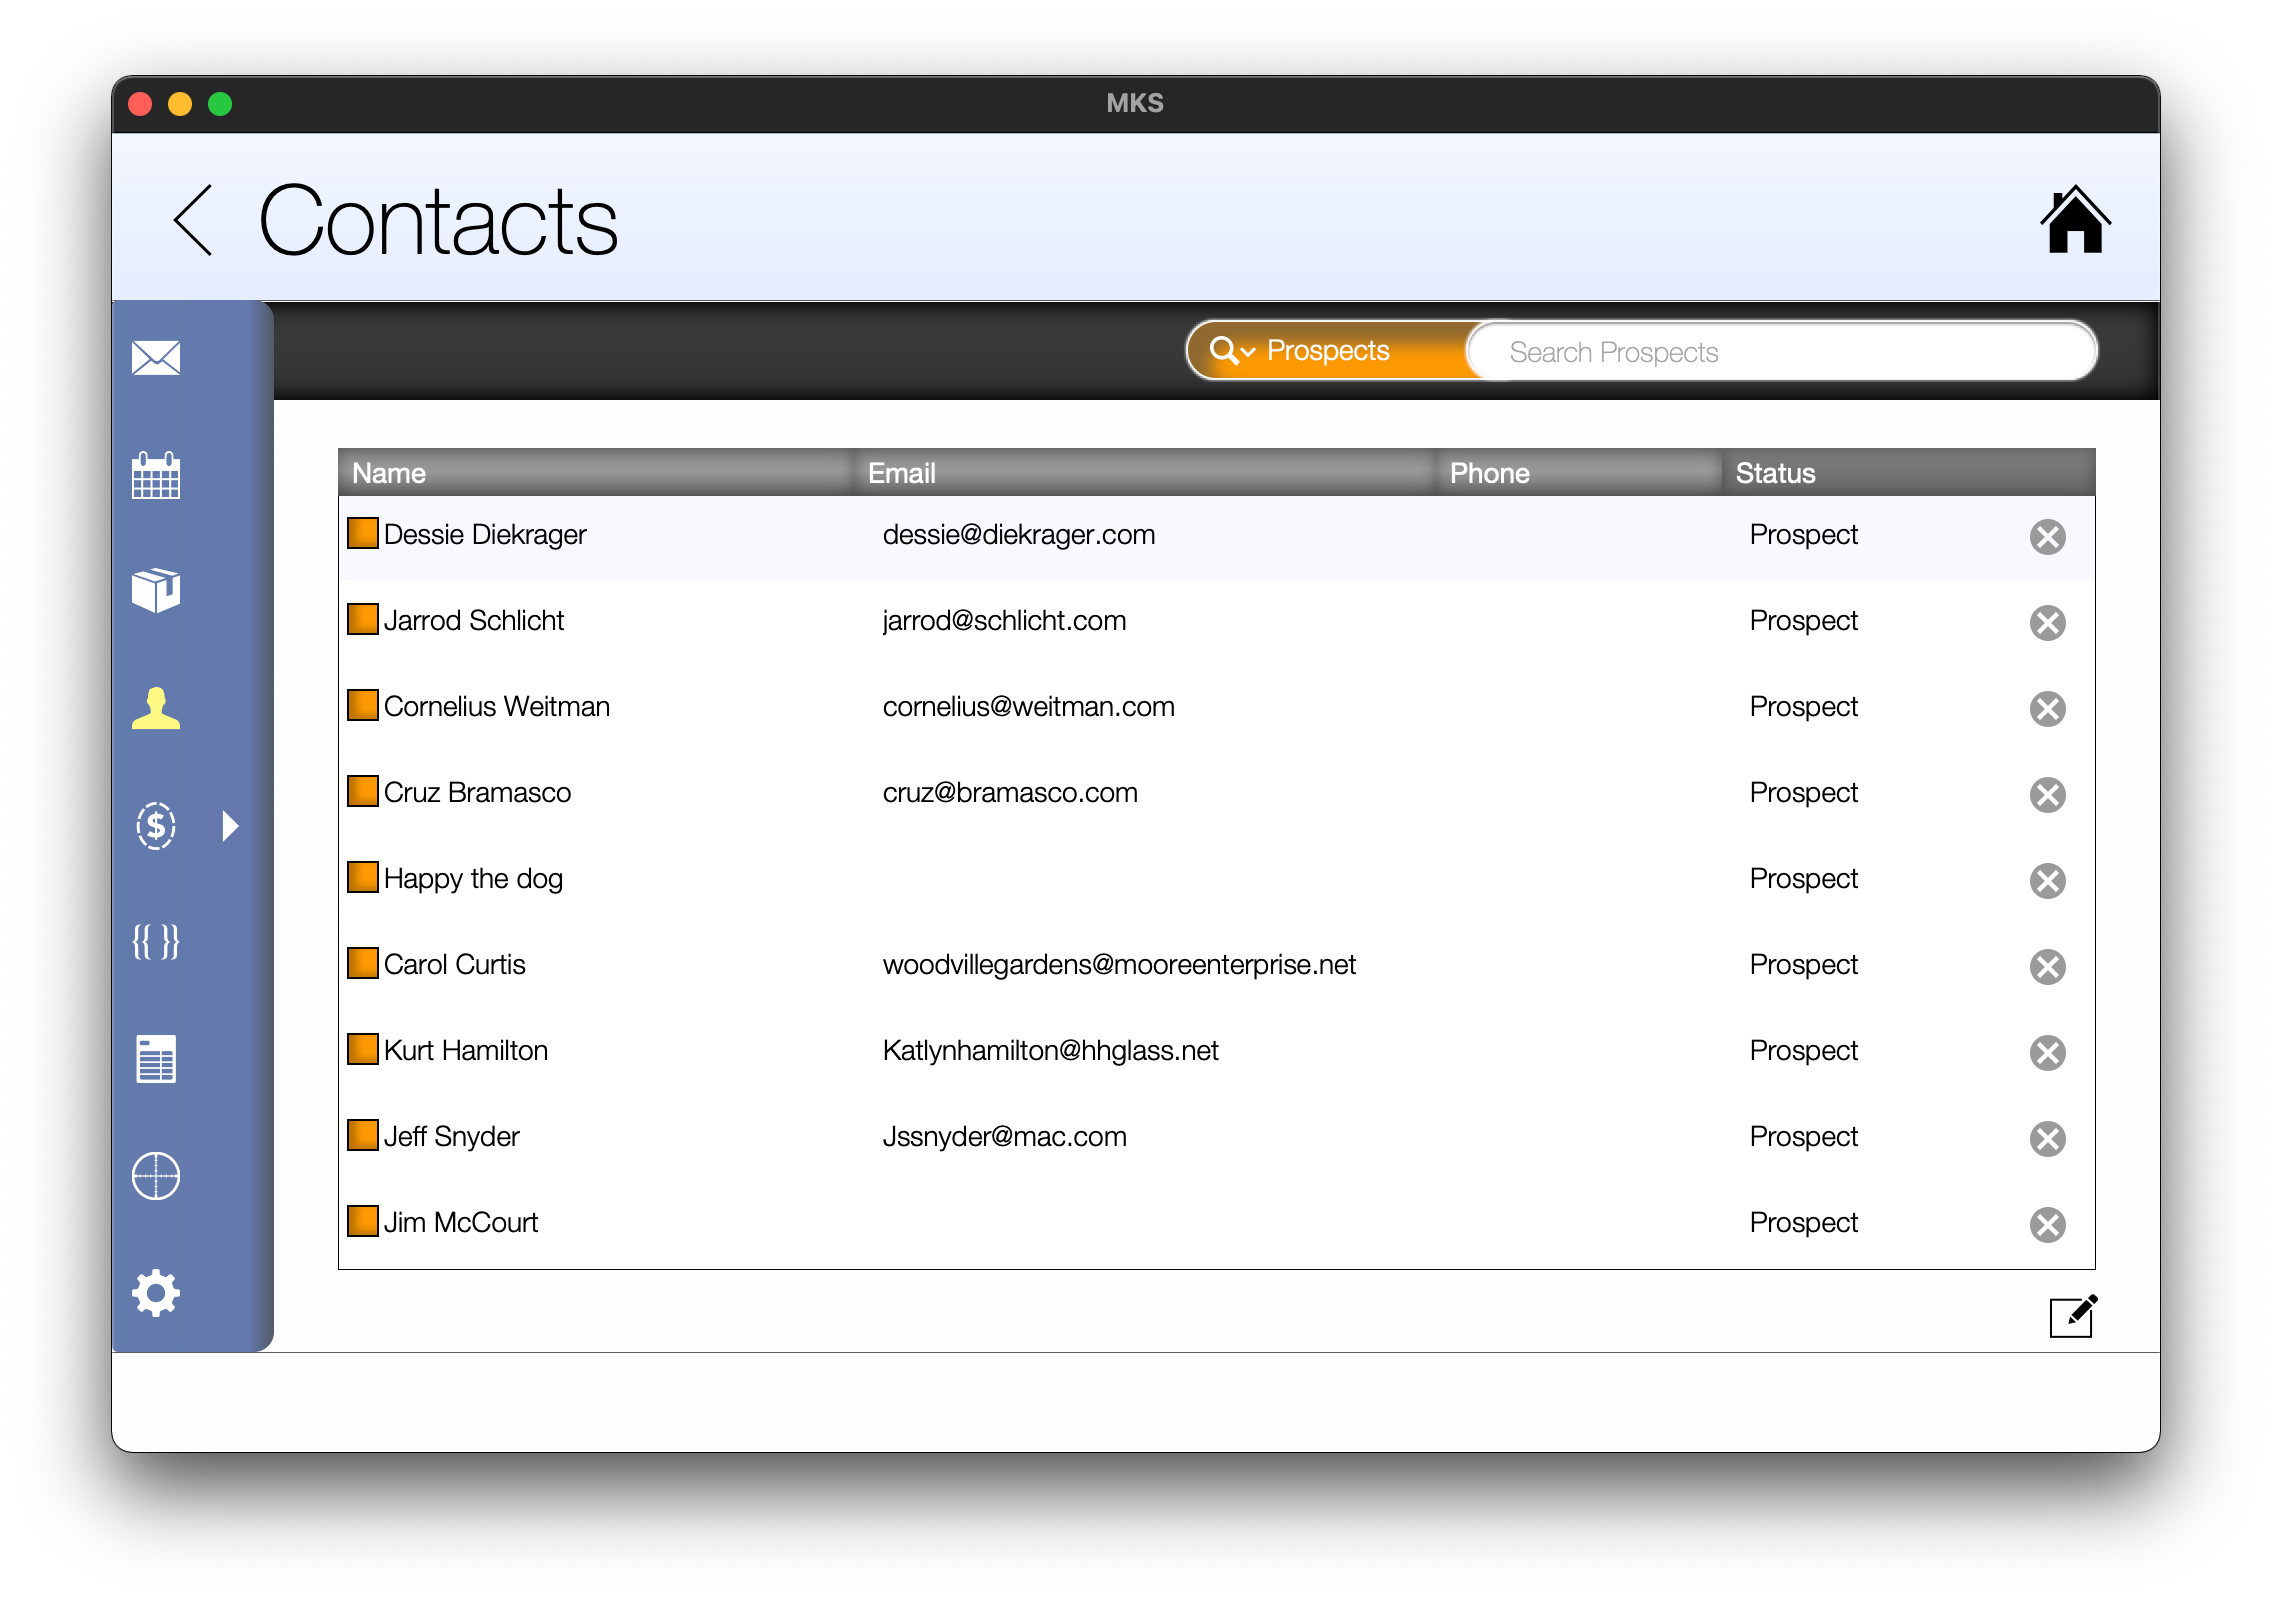 MKS
Contacts
Prospects Search Prospects
Name Email Phone Status
Dessie Diekrager dessie@diekrager.com Prospect
Jarrod Schlicht jarrod@schlicht.com Prospect
Cornelius Weitman cornelius@weitman.com Prospect
Cruz Bramasco cruz@bramasco.com Prospect
Happy the dog Prospect
Carol Curtis woodvillegardens@mooreenterprise.net Prospect
Kurt Hamilton Katlynhamilton@hhglass.net Prospect
Jeff Snyder Jssnyder@mac.com Prospect
Jim McCourt Prospect